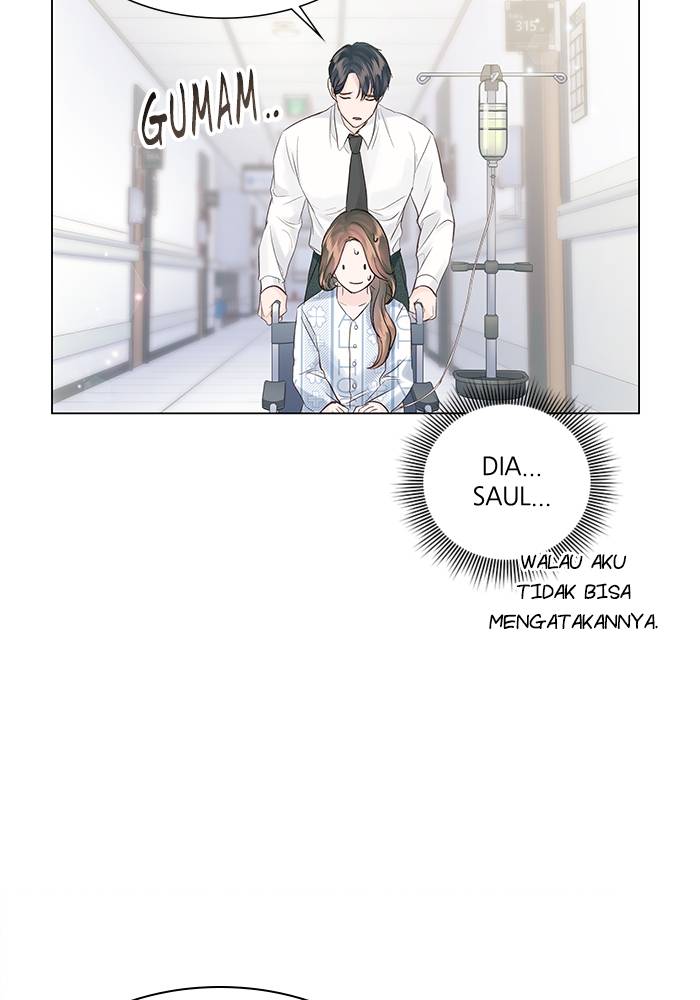 315
GUMAM..
DIA...
SAUL...
WALAU AKU
TIDAK BISA
MENGATAKANNYA.